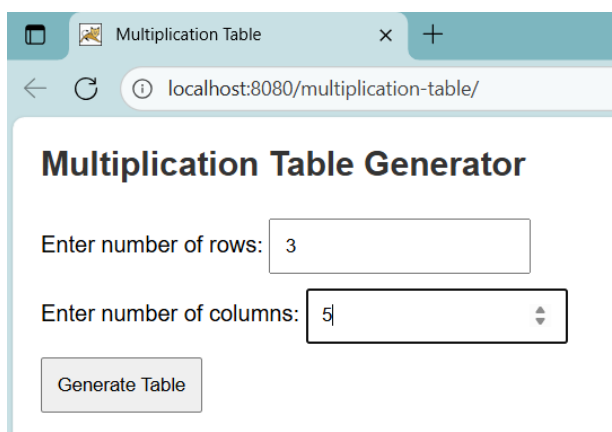 Multiplication Table
localhost:8080/multiplication-table/
Multiplication Table Generator
Enter number of rows: 3
Enter number of columns: 5
Generate Table